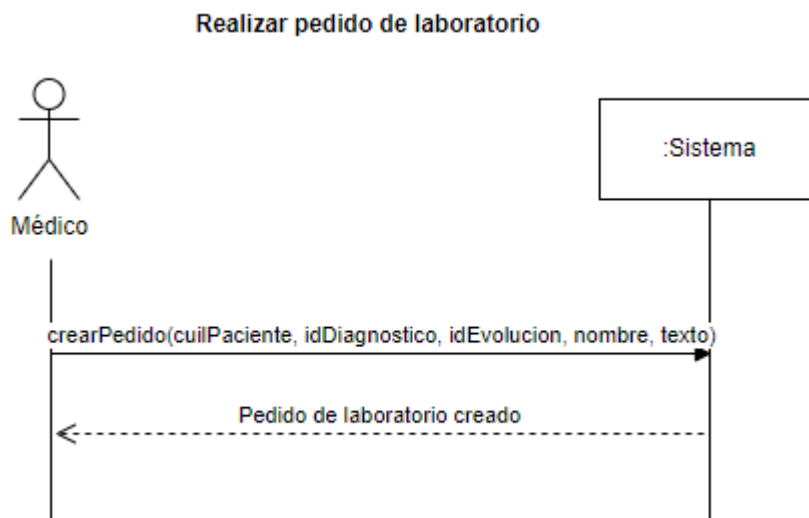 Realizar pedido de laboratorio
:Sistema
Médico
crearPedido(cuilPaciente, idDiagnostico, idEvolucion, nombre, texto)
Pedido de laboratorio creado